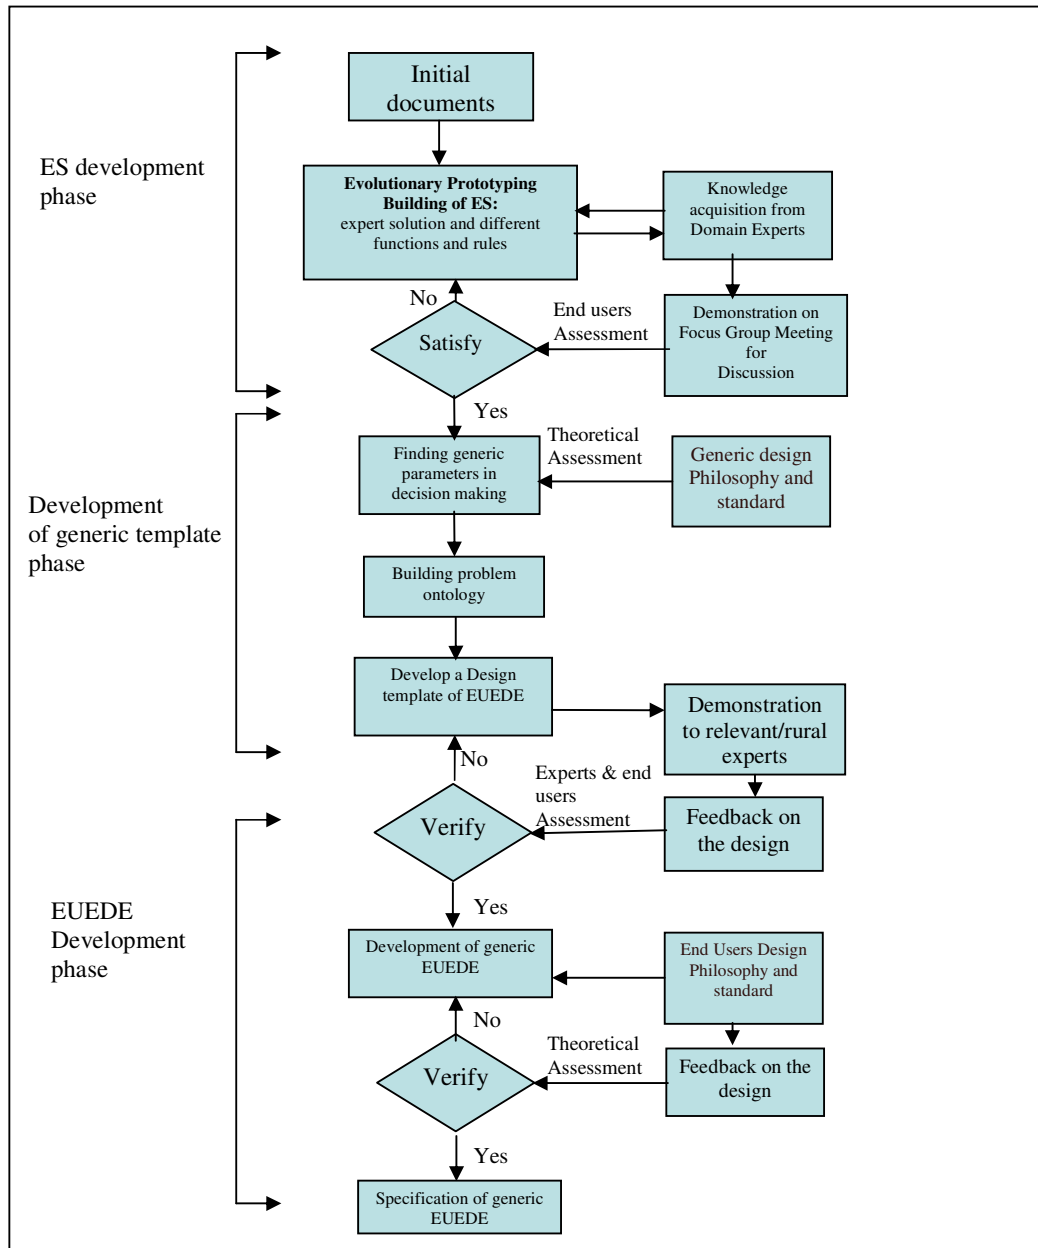 Initial
documents
ES development
phase
Evolutionary Prototyping
Building of ES:
expert solution and different
functions and rules
Knowledge
acquisition from
Domain Experts
No
End users
Assessment
Demonstration on
Focus Group Meeting
for
Discussion
Satisfy
Yes
Development
of generic template
phase
Finding generic
parameters in
decision making
Theoretical
Assessment
Generic design
Philosophy and
standard
Building problem
ontology
Develop a Design
template of EUEDE
Demonstration
to relevant/rural
experts
No
Experts & end
users
Assessment
Verify
Feedback on
the design
EUEDE
Development
phase
Yes
Development of generic
EUEDE
End Users Design
Philosophy and
standard
No
Theoretical
Assessment
Verify
Feedback on the
design
Yes
Specification of generic
EUEDE